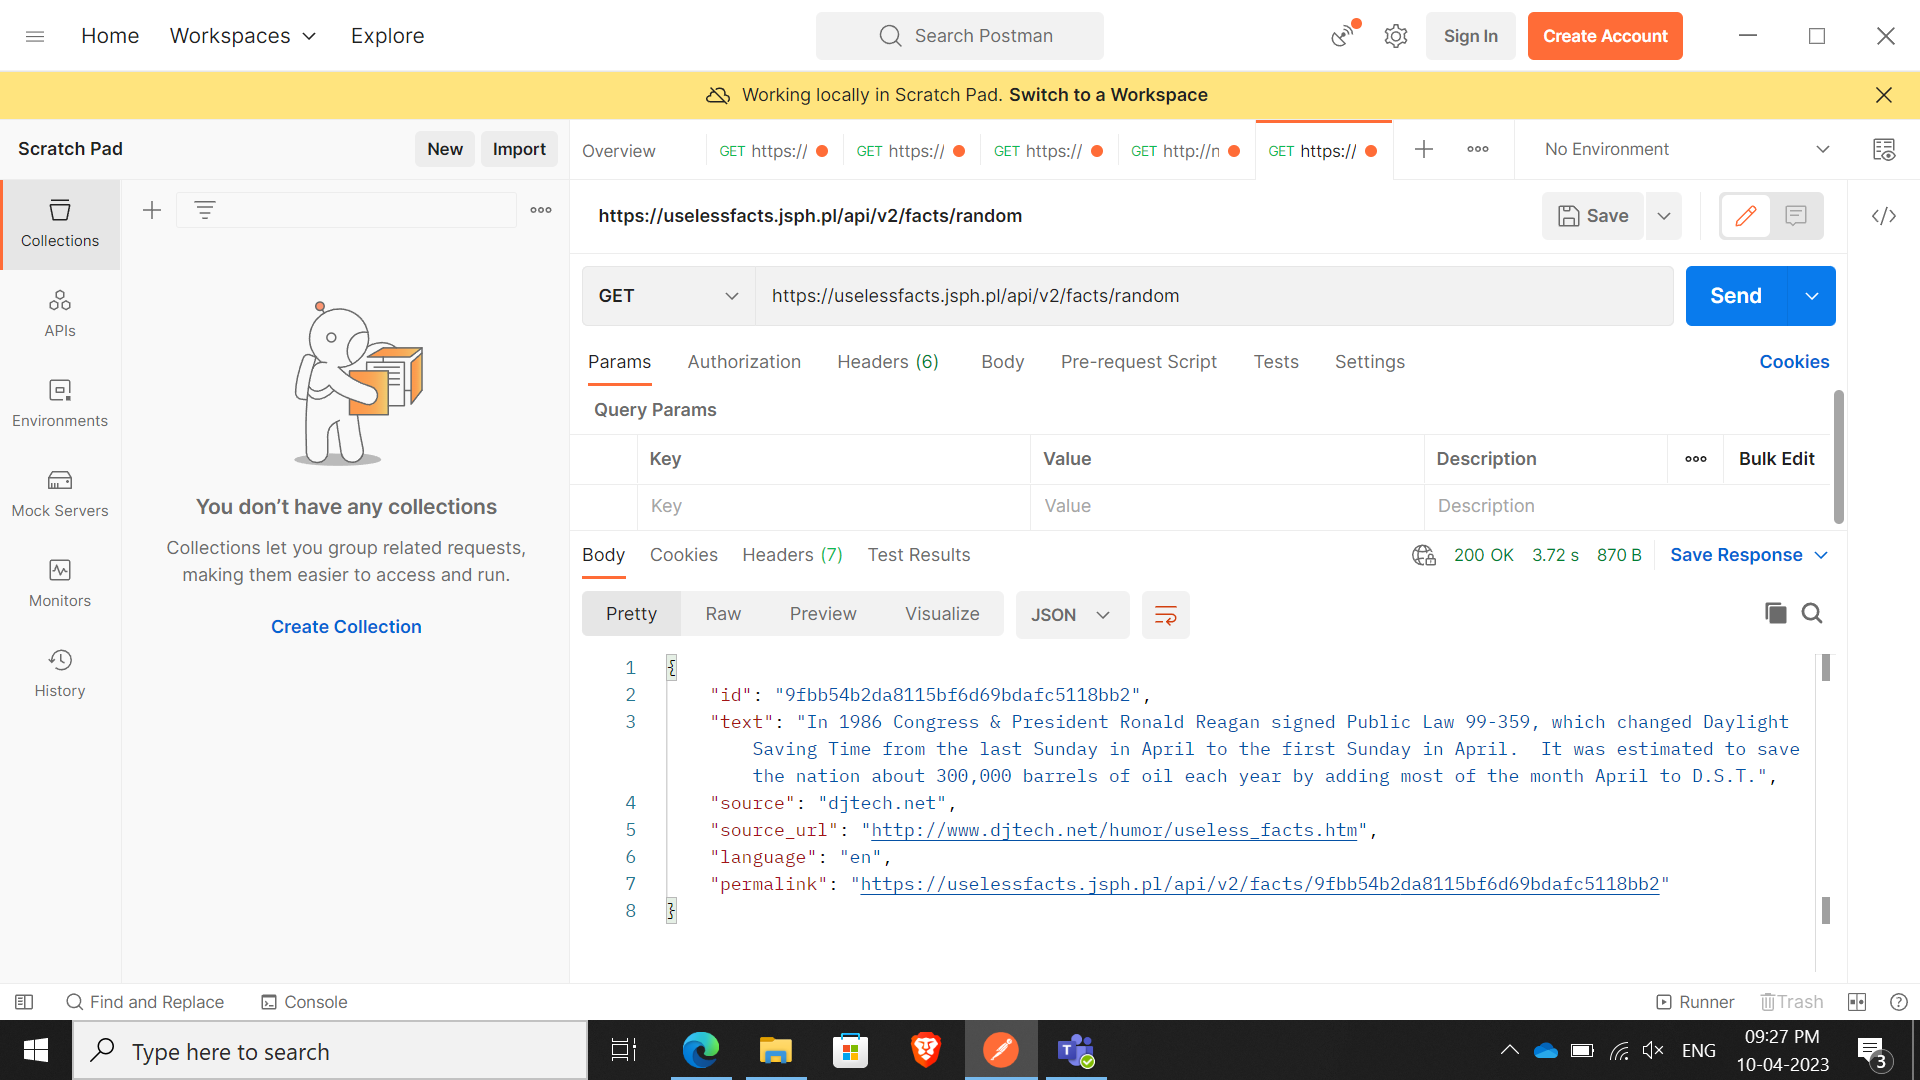 Home
Workspaces
Explore
Search Postman
Sign In
Create Account
Working locally in Scratch Pad. Switch to a Workspace
Scratch Pad
New
Import
Overview
GET https://
GET https://
GET https://
GET http://n
GET https://
No Environment
Collections
APIs
Environments
Mock Servers
Monitors
History
You don’t have any collections
Collections let you group related requests,
making them easier to access and run.
Create Collection
https://uselessfacts.jsph.pl/api/v2/facts/random
Save
GET
https://uselessfacts.jsph.pl/api/v2/facts/random
Send
Params
Authorization
Headers (6)
Body
Pre-request Script
Tests
Settings
Cookies
Query Params
Key
Value
Description
Bulk Edit
Key
Value
Description
Body
Cookies
Headers (7)
Test Results
200 OK
3.72 s
870 B
Save Response
Pretty
Raw
Preview
Visualize
JSON
1 {
2 "id": "9fbb54b2da8115bf6d69bdafc5118bb2",
3 "text": "In 1986 Congress & President Ronald Reagan signed Public Law 99-359, which changed Daylight
Saving Time from the last Sunday in April to the first Sunday in April.  It was estimated to save
the nation about 300,000 barrels of oil each year by adding most of the month April to D.S.T.",
4 "source": "djtech.net",
5 "source_url": "http://www.djtech.net/humor/useless_facts.htm",
6 "language": "en",
7 "permalink": "https://uselessfacts.jsph.pl/api/v2/facts/9fbb54b2da8115bf6d69bdafc5118bb2"
8 }
Find and Replace
Console
Runner
Trash
Type here to search
ENG
09:27 PM
10-04-2023
3